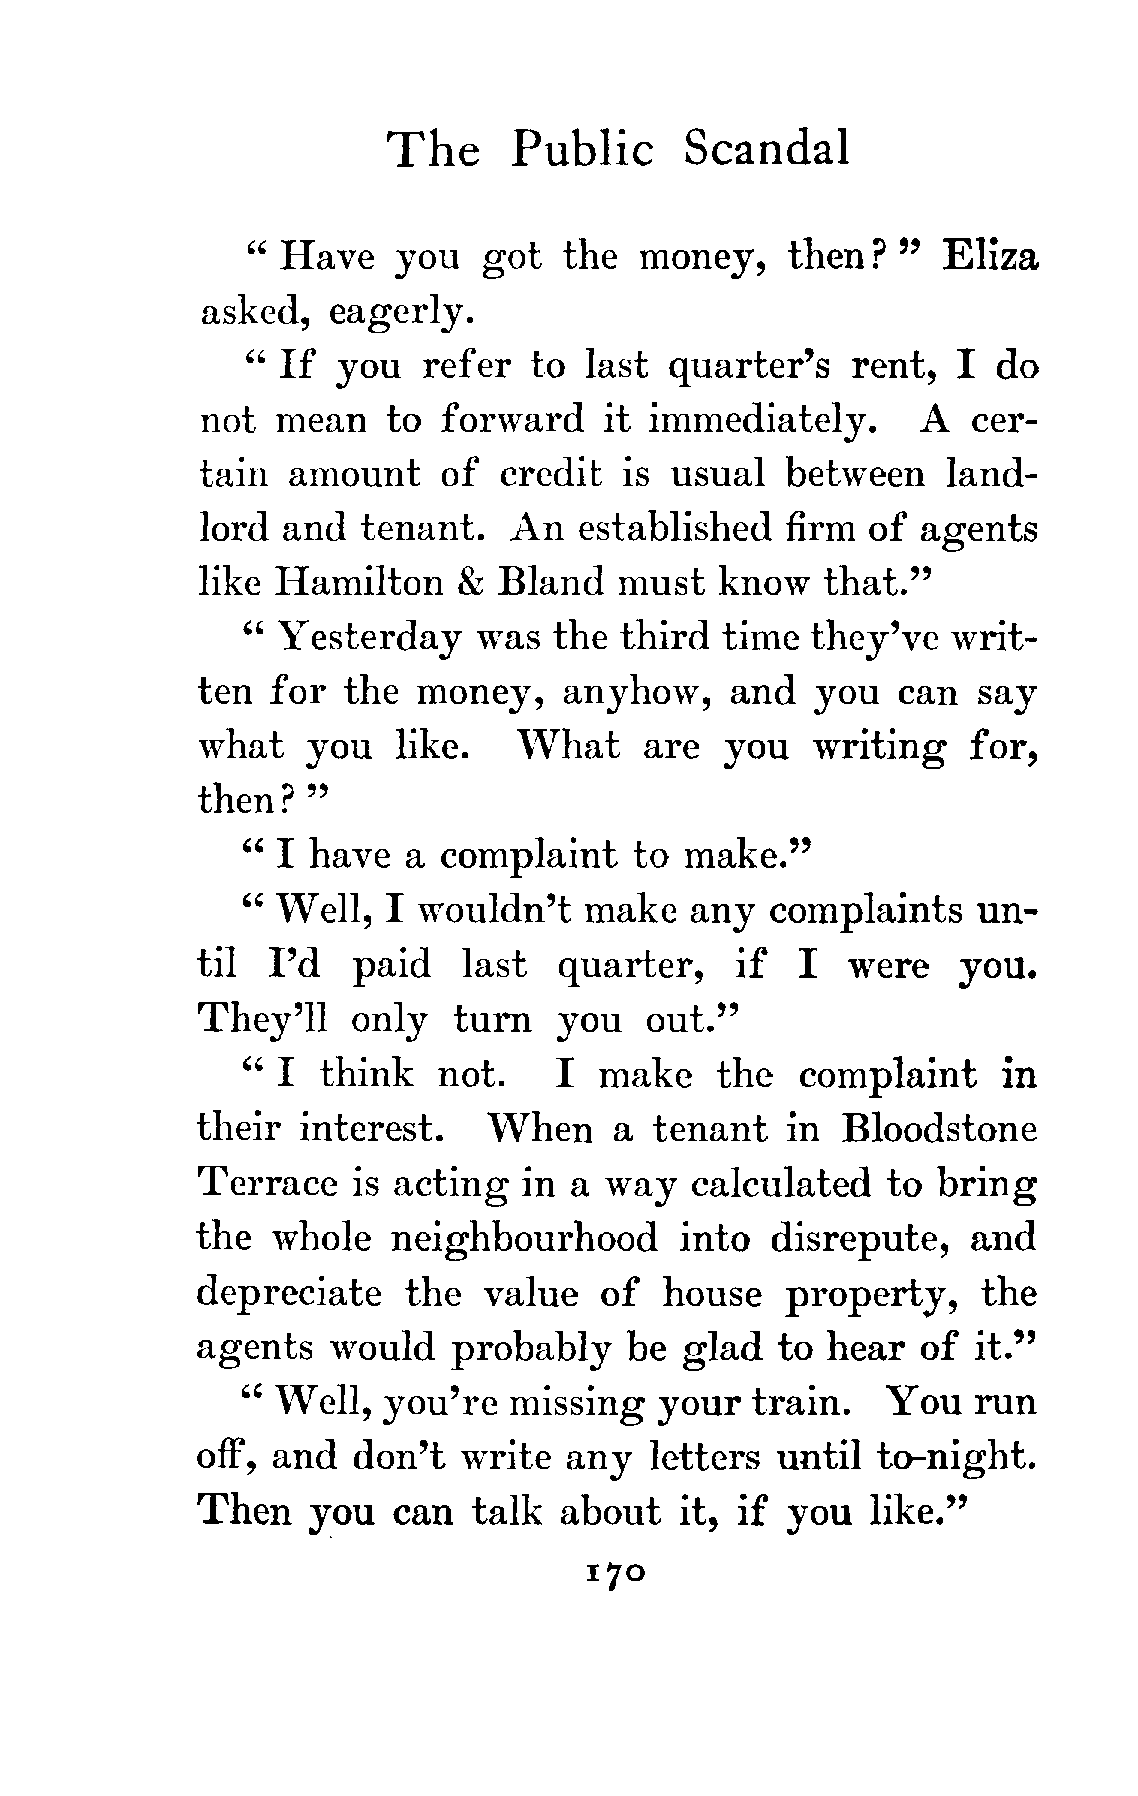 The Public Scandal
“ Have you got the money, then? ” Eliza
asked, eagerly.
“ If you refer to last quarter’s rent, I do
not mean to forward it immediately. A cer-
tain amount of credit is usual between land-
lord and tenant. An established firm of agents
like Hamilton & Bland must know that.”
“ Yesterday was the third time they’ve writ-
ten for the money, anyhow, and you can say
what you like. What are you writing for,
then? ”
“ I have a complaint to make.”
“ Well, I wouldn’t make any complaints un-
til I’d paid last quarter, if I were you.
They’ll only turn you out.”
“ I think not. I make the complaint in
their interest. When a tenant in Bloodstone
Terrace is acting in a way calculated to bring
the whole neighbourhood into disrepute, and
depreciate the value of house property, the
agents would probably be glad to hear of it.”
“ Well, you’re missing your train. You run
off, and don’t write any letters until to-night.
Then you can talk about it, if you like.”
170